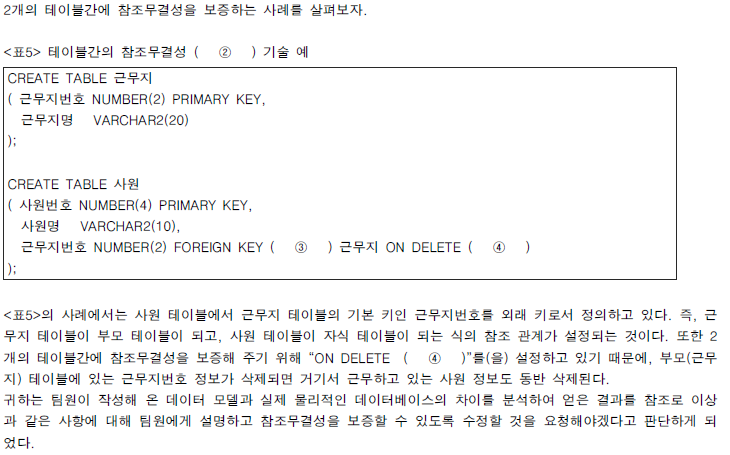 2개의 테이블간에 참조무결성을 보증하는 사례를 살펴보자.
<표5> 테이블간의 참조무결성 ( ② ) 기술 예
CREATE TABLE 근무지
( 근무지번호 NUMBER(2) PRIMARY KEY,
근무지명 VARCHAR2(20)
);
CREATE TABLE 사원
( 사원번호 NUMBER(4) PRIMARY KEY,
사원명 VARCHAR2(10),
근무지번호 NUMBER(2) FOREIGN KEY ( ③ ) 근무지 ON DELETE ( ④ )
);
<표5>의 사례에서는 사원 테이블에서 근무지 테이블의 기본 키인 근무지번호를 외래 키로서 정의하고 있다. 즉, 근
무지 테이블이 부모 테이블이 되고, 사원 테이블이 자식 테이블이 되는 식의 참조 관계가 설정되는 것이다. 또한 2
개의 테이블간에 참조무결성을 보증해 주기 위해 “ON DELETE ( ④ )”를(을) 설정하고 있기 때문에, 부모(근무
지) 테이블에 있는 근무지번호 정보가 삭제되면 거기서 근무하고 있는 사원 정보도 동반 삭제된다.
귀하는 팀원이 작성해 온 데이터 모델과 실제 물리적인 데이터베이스의 차이를 분석하여 얻은 결과를 참조로 이상
과 같은 사항에 대해 팀원에게 설명하고 참조무결성을 보증할 수 있도록 수정할 것을 요청해야겠다고 판단하게 되
었다.